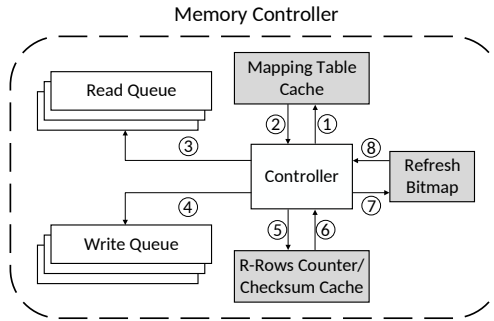 Memory Controller
Read Queue
Mapping Table
Cache
②
①
③
⑧
Controller
Refresh
Bitmap
④
⑦
⑤
⑥
Write Queue
R-Rows Counter/
Checksum Cache